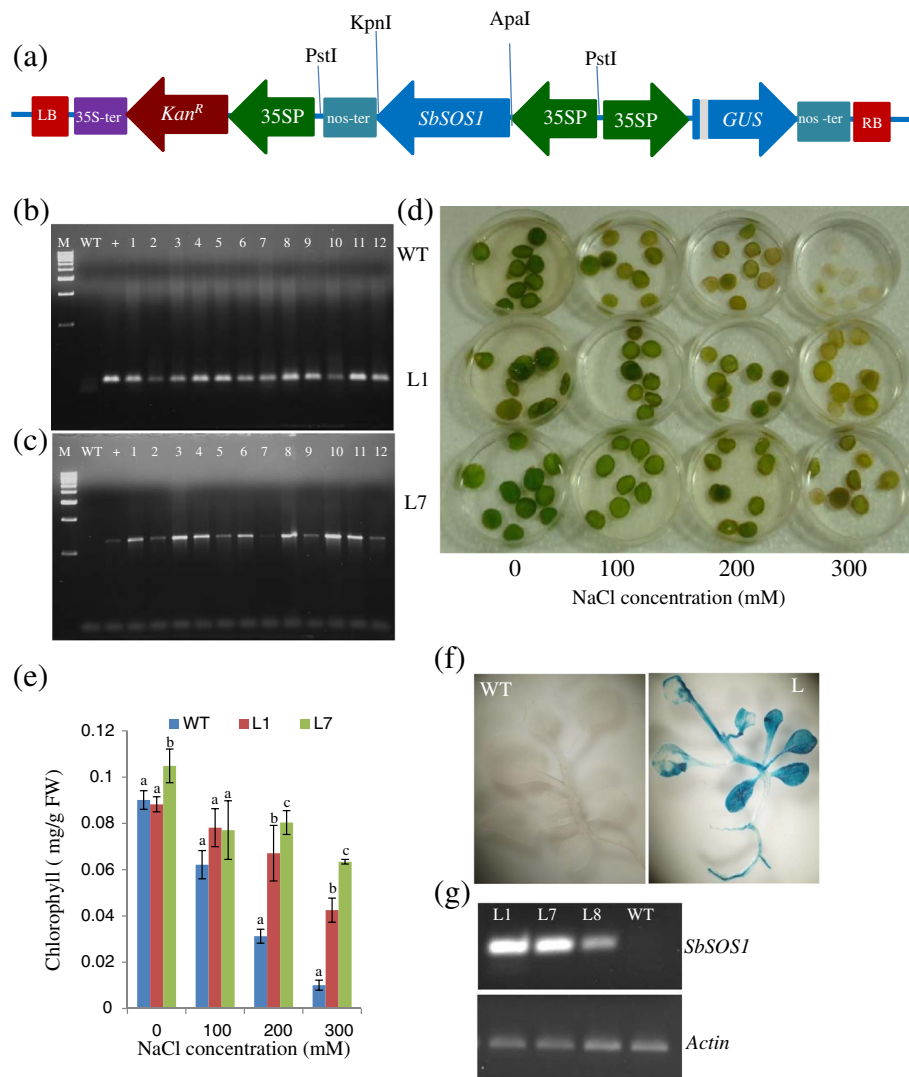 (a)
KpnI
ApaI
PstI
PstI
LB
35S-ter
Kan^R
35SP
nos-ter
SbSOS1
35SP
35SP
GUS
nos -ter
RB
(b)
M WT + 1 2 3 4 5 6 7 8 9 10 11 12
(c)
M WT + 1 2 3 4 5 6 7 8 9 10 11 12
(d)
WT
L1
L7
0 100 200 300
NaCl concentration (mM)
(e)
WT L1 L7
Chlorophyll ( mg/g FW)
0.12
0.1
0.08
0.06
0.04
0.02
0
a a b
a a a
a b c
a b c
0 100 200 300
NaCl concentration (mM)
(f)
WT
L
(g)
L1 L7 L8 WT
SbSOS1
Actin